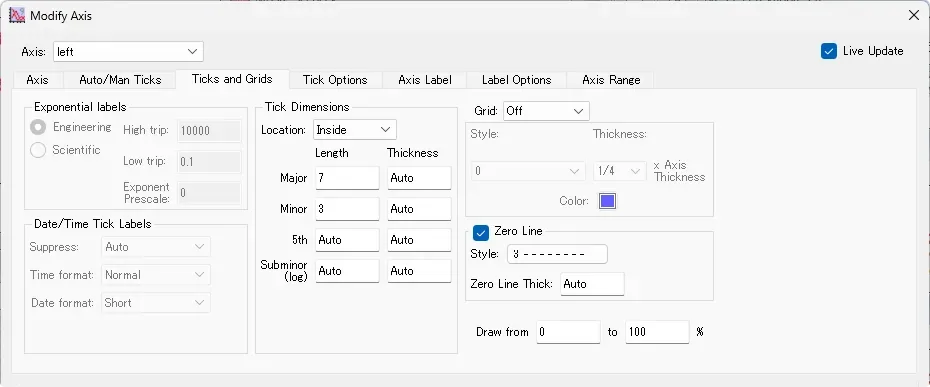 Modify Axis
Axis: left
Live Update
Axis Auto/Man Ticks Ticks and Grids Tick Options Axis Label Label Options Axis Range
Exponential labels
Engineering High trip: 10000
Scientific
Low trip: 0.1
Exponent
Prescale: 0
Date/Time Tick Labels
Suppress: Auto
Time format: Normal
Date format: Short
Tick Dimensions
Location: Inside
Length Thickness
Major 7 Auto
Minor 3 Auto
5th Auto Auto
Subminor
(log) Auto Auto
Grid: Off
Style: Thickness:
0 1/4 x Axis
Thickness
Color:
Zero Line
Style: 3 --------
Zero Line Thick: Auto
Draw from 0 to 100 %